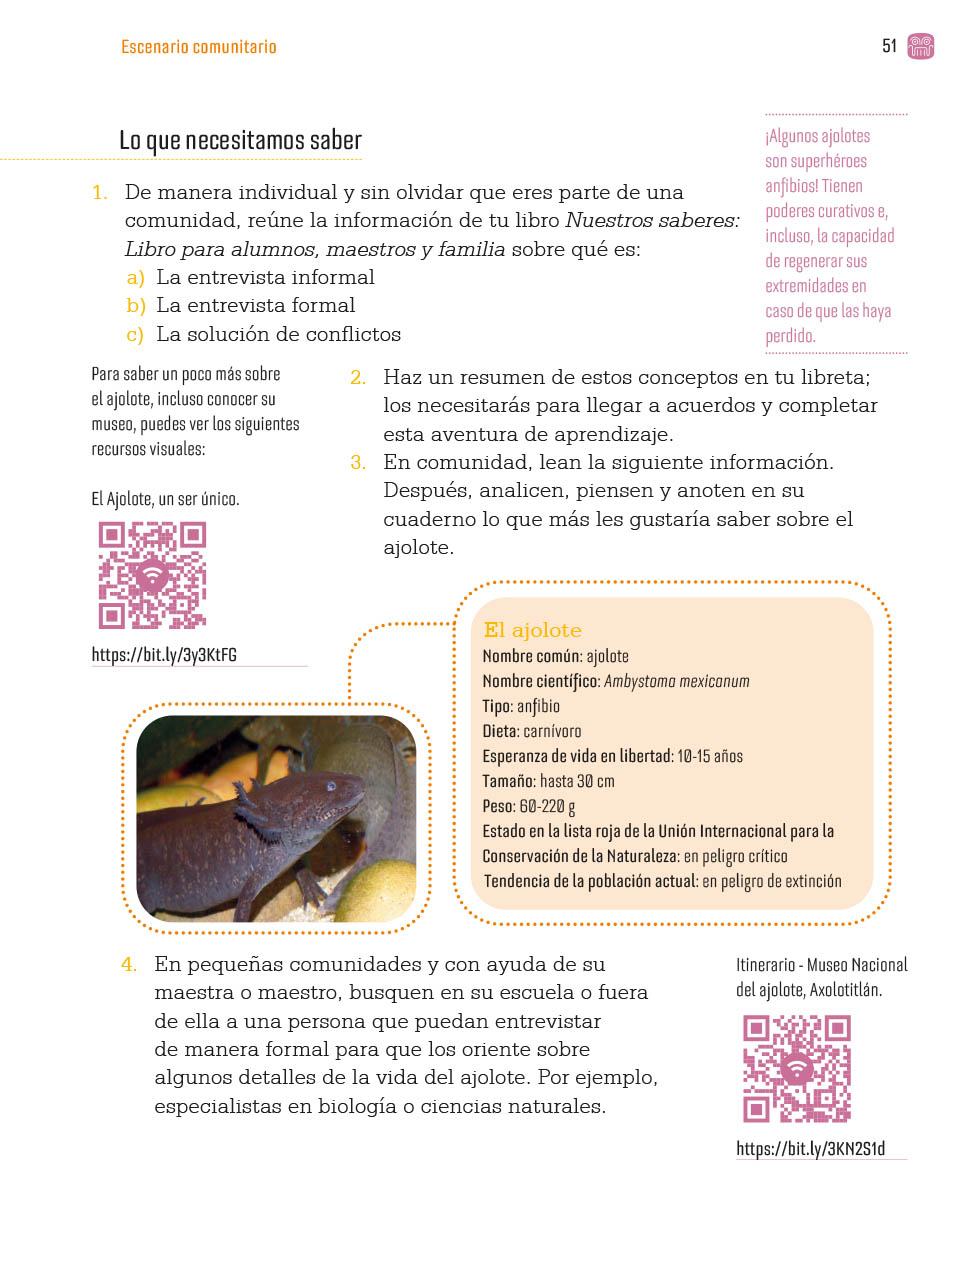 Escenario comunitario
51
Lo que necesitamos saber
1. De manera individual y sin olvidar que eres parte de una
comunidad, reúne la información de tu libro Nuestros saberes:
Libro para alumnos, maestros y familia sobre qué es:
a) La entrevista informal
b) La entrevista formal
c) La solución de conflictos
¡Algunos ajolotes
son superhéroes
anfibios! Tienen
poderes curativos e,
incluso, la capacidad
de regenerar sus
extremidades en
caso de que las haya
perdido.
Para saber un poco más sobre
el ajolote, incluso conocer su
museo, puedes ver los siguientes
recursos visuales:
El Ajolote, un ser único.
https://bit.ly/3y3KtFG
2. Haz un resumen de estos conceptos en tu libreta;
los necesitarás para llegar a acuerdos y completar
esta aventura de aprendizaje.
3. En comunidad, lean la siguiente información.
Después, analicen, piensen y anoten en su
cuaderno lo que más les gustaría saber sobre el
ajolote.
El ajolote
Nombre común: ajolote
Nombre científico: Ambystoma mexicanum
Tipo: anfibio
Dieta: carnívoro
Esperanza de vida en libertad: 10-15 años
Tamaño: hasta 30 cm
Peso: 60-220 g
Estado en la lista roja de la Unión Internacional para la
Conservación de la Naturaleza: en peligro crítico
Tendencia de la población actual: en peligro de extinción
4. En pequeñas comunidades y con ayuda de su
maestra o maestro, busquen en su escuela o fuera
de ella a una persona que puedan entrevistar
de manera formal para que los oriente sobre
algunos detalles de la vida del ajolote. Por ejemplo,
especialistas en biología o ciencias naturales.
Itinerario - Museo Nacional
del ajolote, Axolotitlán.
https://bit.ly/3KN2S1d